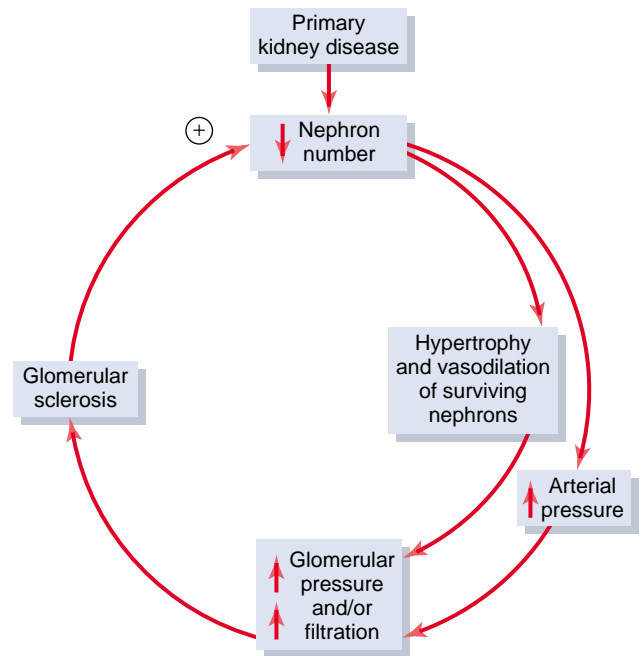 Primary
kidney disease
+
Nephron
number
Hypertrophy
and vasodilation
of surviving
nephrons
Glomerular
sclerosis
Arterial
pressure
Glomerular
pressure
and/or
filtration